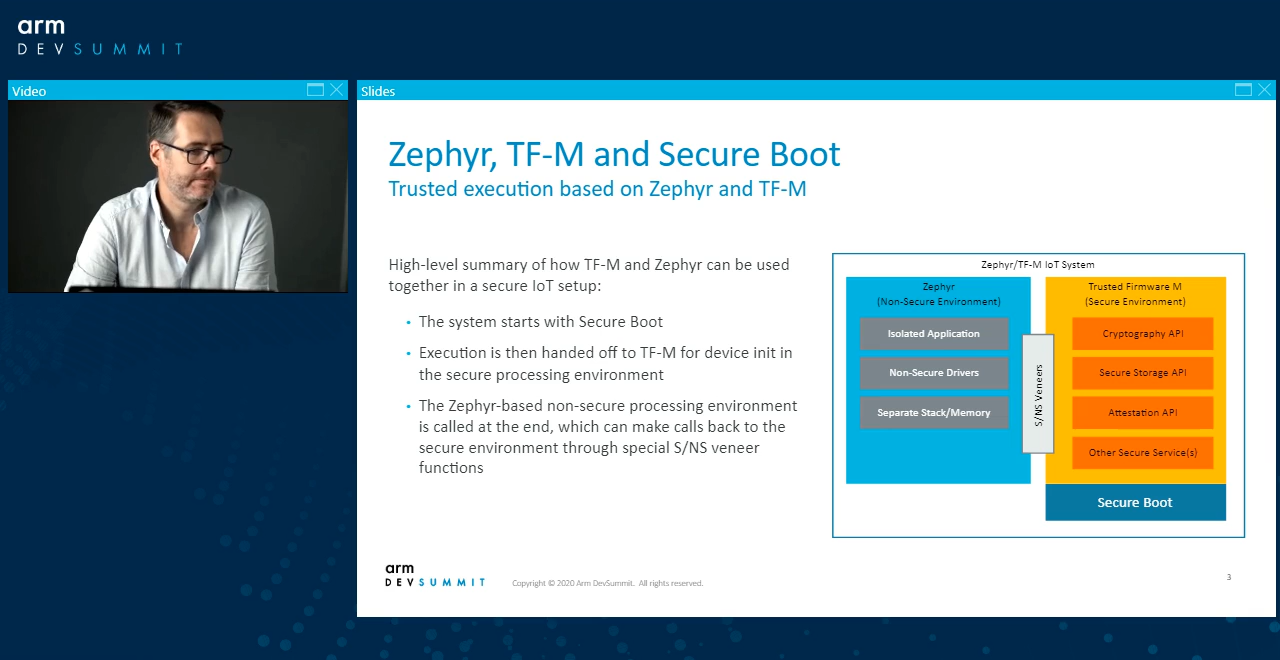 arm
DEVSUMMIT
Video
Slides
Zephyr, TF-M and Secure Boot
Trusted execution based on Zephyr and TF-M
High-level summary of how TF-M and Zephyr can be used
together in a secure IoT setup:
• The system starts with Secure Boot
• Execution is then handed off to TF-M for device init in
the secure processing environment
• The Zephyr-based non-secure processing environment
is called at the end, which can make calls back to the
secure environment through special S/NS veneer
functions
Zephyr/TF-M IoT System
Zephyr
(Non-Secure Environment)
Isolated Application
Non-Secure Drivers
Separate Stack/Memory
S/NS Veneers
Trusted Firmware M
(Secure Environment)
Cryptography API
Secure Storage API
Attestation API
Other Secure Service(s)
Secure Boot
arm
DEVSUMMIT
Copyright © 2020 Arm DevSummit. All rights reserved.
3